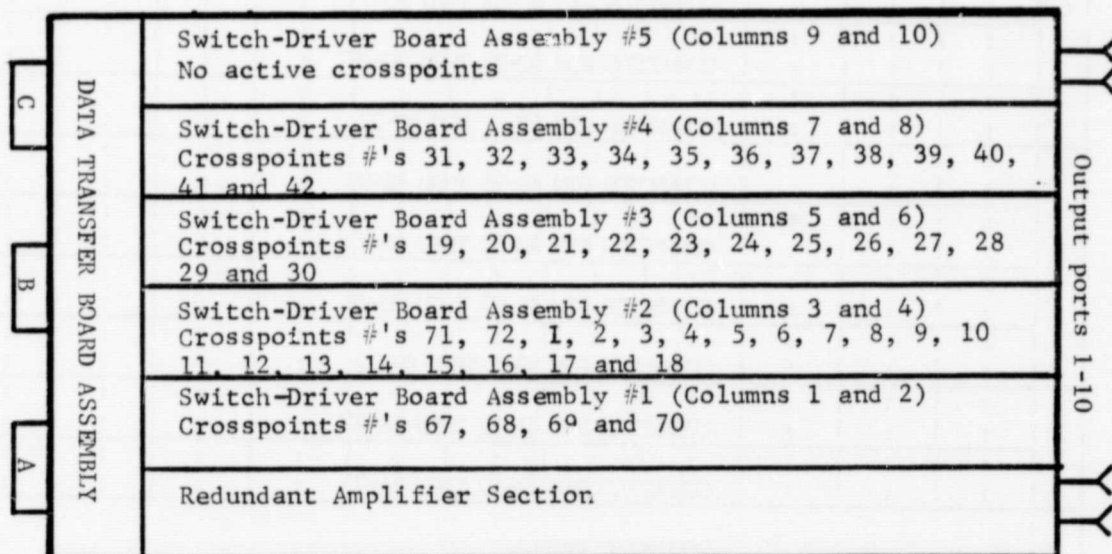 Switch-Driver Board Assembly #5 (Columns 9 and 10)
No active crosspoints
Switch-Driver Board Assembly #4 (Columns 7 and 8)
Crosspoints #'s 31, 32, 33, 34, 35, 36, 37, 38, 39, 40,
41 and 42.
Switch-Driver Board Assembly #3 (Columns 5 and 6)
Crosspoints #'s 19, 20, 21, 22, 23, 24, 25, 26, 27, 28
29 and 30
Switch-Driver Board Assembly #2 (Columns 3 and 4)
Crosspoints #'s 71, 72, 1, 2, 3, 4, 5, 6, 7, 8, 9, 10
11, 12, 13, 14, 15, 16, 17 and 18
Switch-Driver Board Assembly #1 (Columns 1 and 2)
Crosspoints #'s 67, 68, 69 and 70
Redundant Amplifier Section
DATA TRANSFER BOARD ASSEMBLY
C
B
A
Output ports 1-10